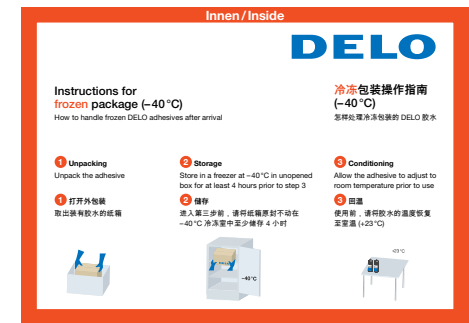 Innen/Inside
DELO
Instructions for
frozen package (–40 °C)
How to handle frozen DELO adhesives after arrival
冷冻包装操作指南
(–40 °C)
怎样处理冷冻包装的 DELO 胶水
1 Unpacking
Unpack the adhesive
2 Storage
Store in a freezer at –40 °C in unopened
box for at least 4 hours prior to step 3
3 Conditioning
Allow the adhesive to adjust to
room temperature prior to use
1 打开外包装
取出装有胶水的纸箱
2 储存
进入第三步前，请将纸箱原封不动在
–40 °C 冷冻室中至少储存 4 小时
3 回温
使用前，请将胶水的温度恢复
至室温 (+23 °C)
–40 °C
+23 °C